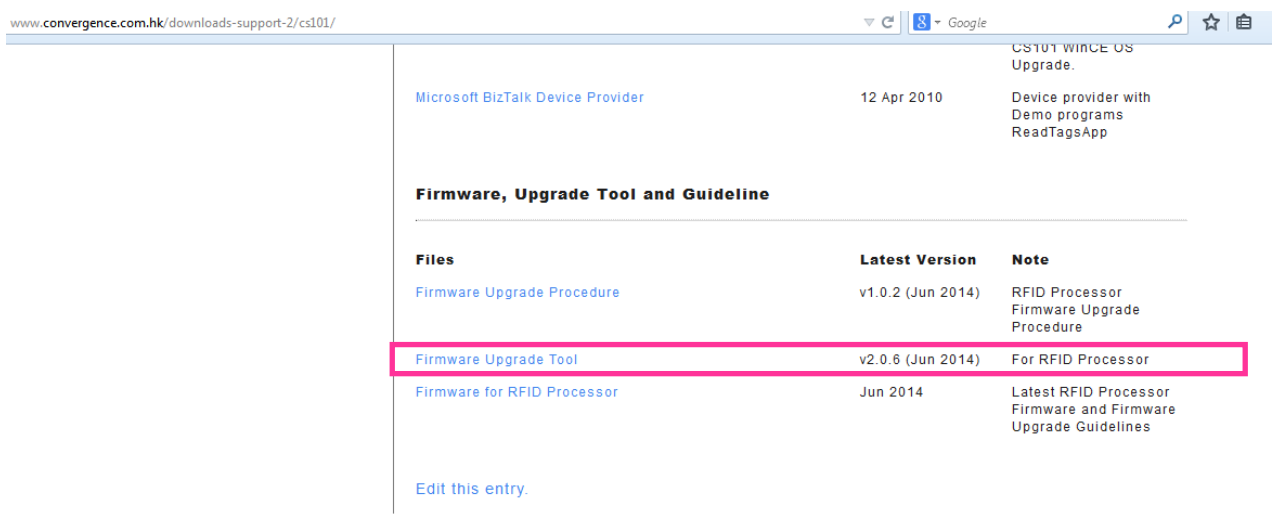 www.convergence.com.hk/downloads-support-2/cs101/ Google
CS101 WinCE OS
Upgrade.
Microsoft BizTalk Device Provider 12 Apr 2010 Device provider with
Demo programs
ReadTagsApp
Firmware, Upgrade Tool and Guideline
Files Latest Version Note
Firmware Upgrade Procedure v1.0.2 (Jun 2014) RFID Processor
Firmware Upgrade
Procedure
Firmware Upgrade Tool v2.0.6 (Jun 2014) For RFID Processor
Firmware for RFID Processor Jun 2014 Latest RFID Processor
Firmware and Firmware
Upgrade Guidelines
Edit this entry.